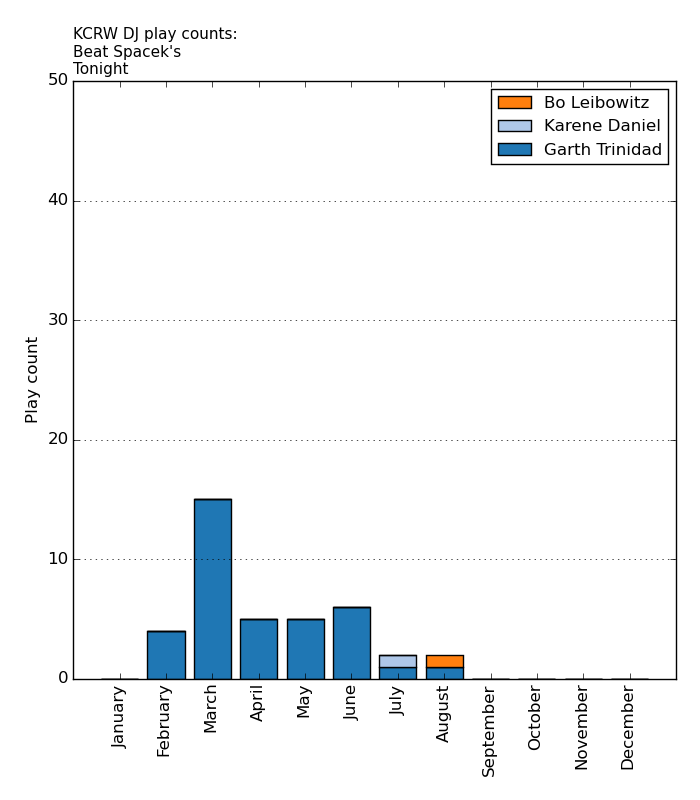 KCRW DJ play counts:
Beat Spacek's
Tonight
50
40
30
20
10
0
Play count
Bo Leibowitz
Karene Daniel
Garth Trinidad
January
February
March
April
May
June
July
August
September
October
November
December